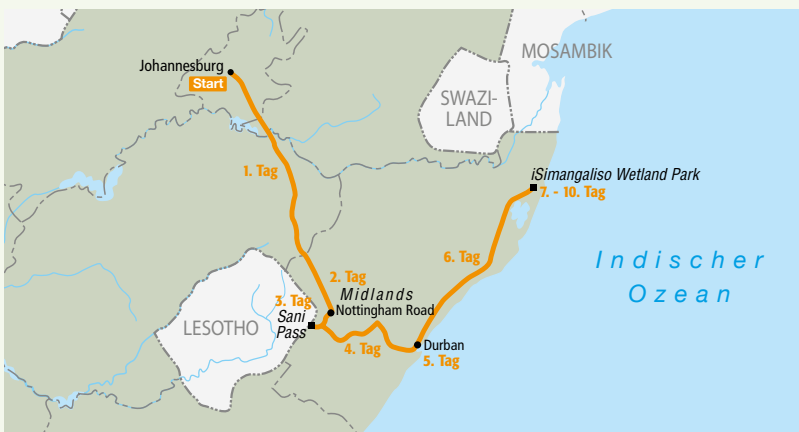 MOSAMBIK
Johannesburg
Start
SWAZI-
LAND
1. Tag
iSimangaliso Wetland Park
7. - 10. Tag
6. Tag
Indischer
Ozean
2. Tag
Midlands
3. Tag
Nottingham Road
Sani
Pass
LESOTHO
4. Tag
Durban
5. Tag